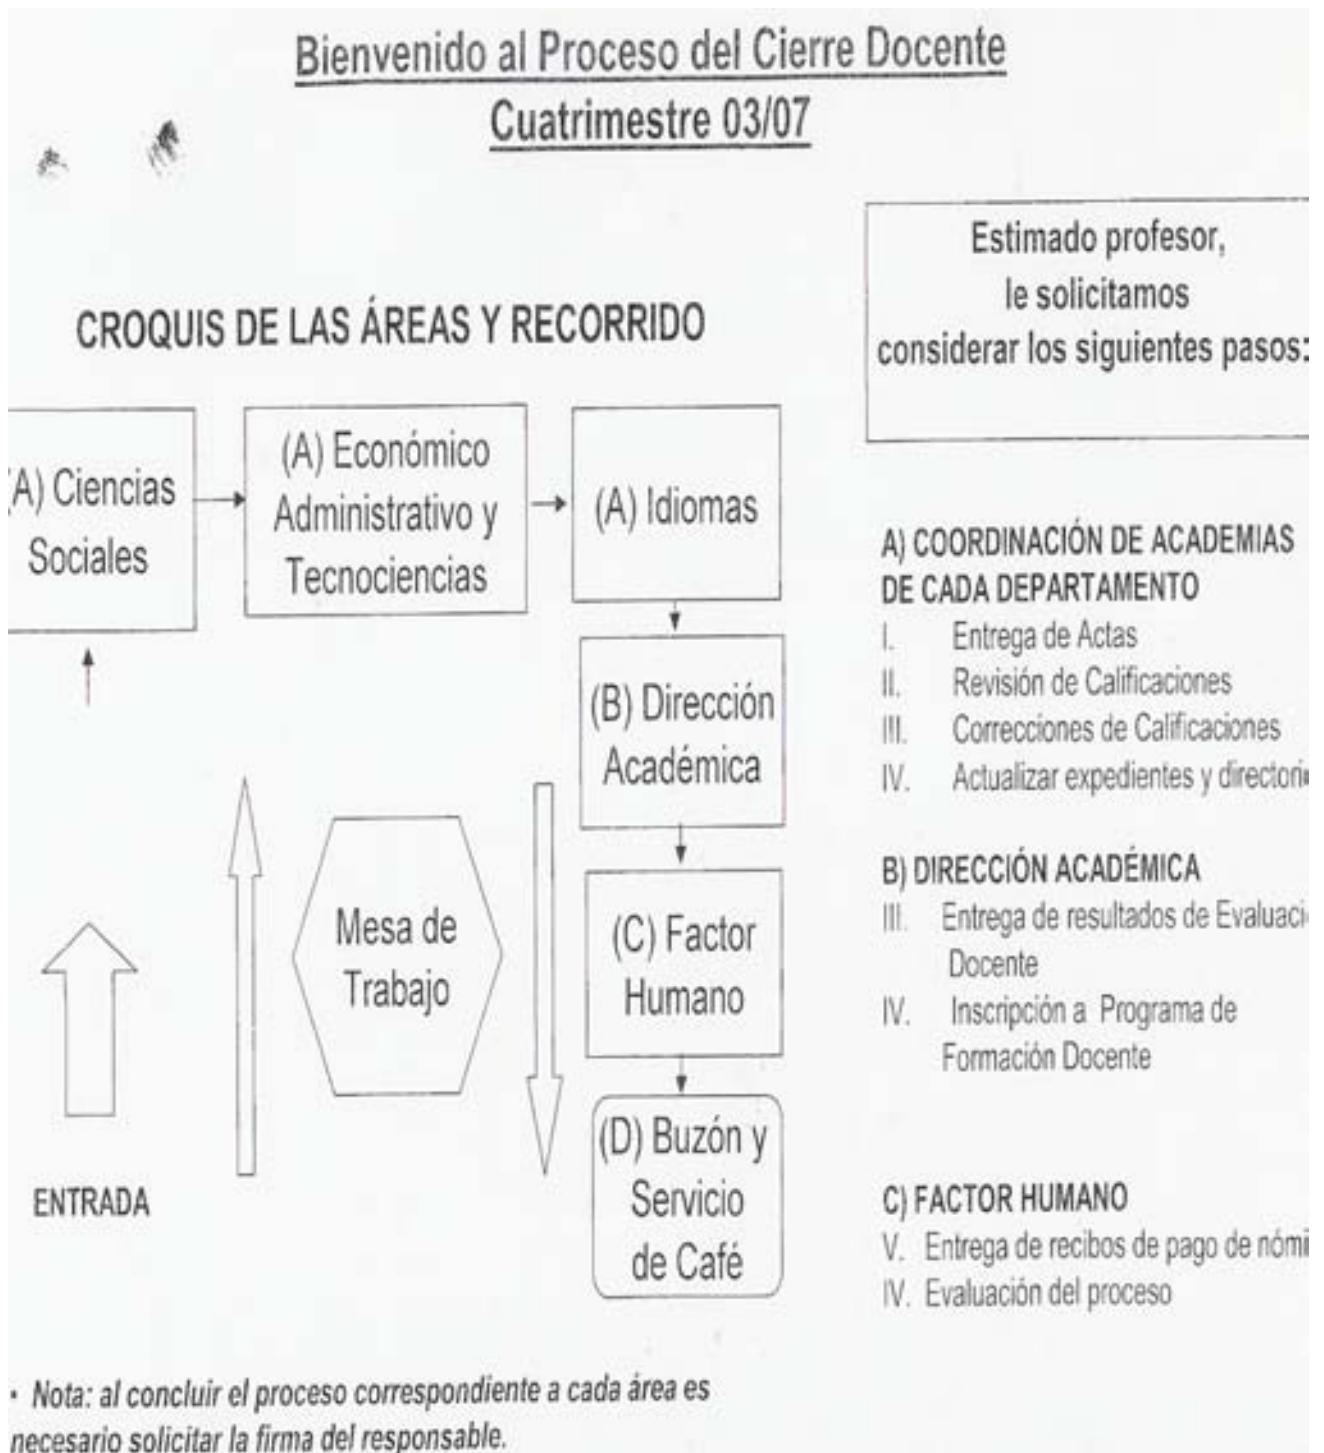 Bienvenido al Proceso del Cierre Docente
Cuatrimestre 03/07
Estimado profesor,
le solicitamos
considerar los siguientes pasos:
CROQUIS DE LAS ÁREAS Y RECORRIDO
(A) Ciencias
Sociales
(A) Económico
Administrativo y
Tecnociencias
(A) Idiomas
(B) Dirección
Académica
(C) Factor
Humano
(D) Buzón y
Servicio
de Café
Mesa de
Trabajo
ENTRADA
A) COORDINACIÓN DE ACADEMIAS
DE CADA DEPARTAMENTO
I. Entrega de Actas
II. Revisión de Calificaciones
III. Correcciones de Calificaciones
IV. Actualizar expedientes y directori
B) DIRECCIÓN ACADÉMICA
III. Entrega de resultados de Evaluaci
Docente
IV. Inscripción a Programa de
Formación Docente
C) FACTOR HUMANO
V. Entrega de recibos de pago de nómi
IV. Evaluación del proceso
• Nota: al concluir el proceso correspondiente a cada área es
necesario solicitar la firma del responsable.